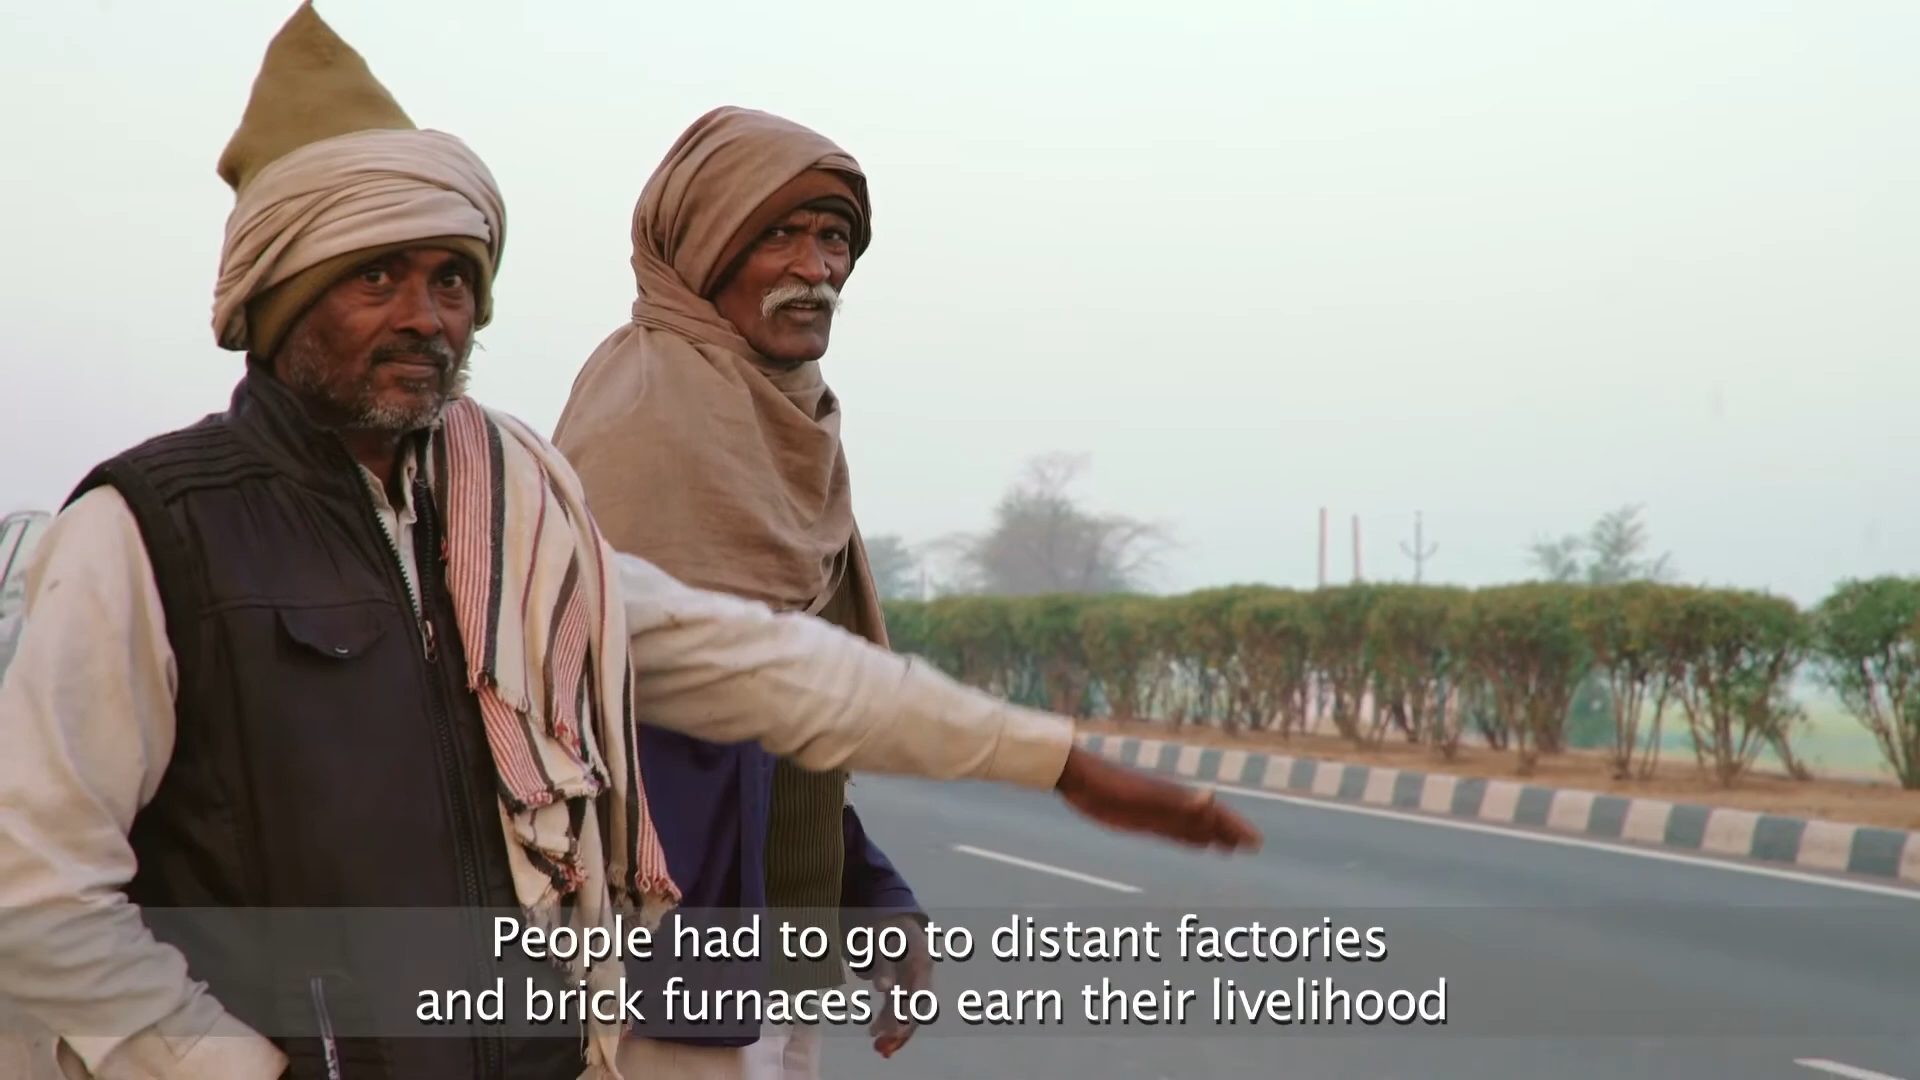 People had to go to distant factories
and brick furnaces to earn their livelihood